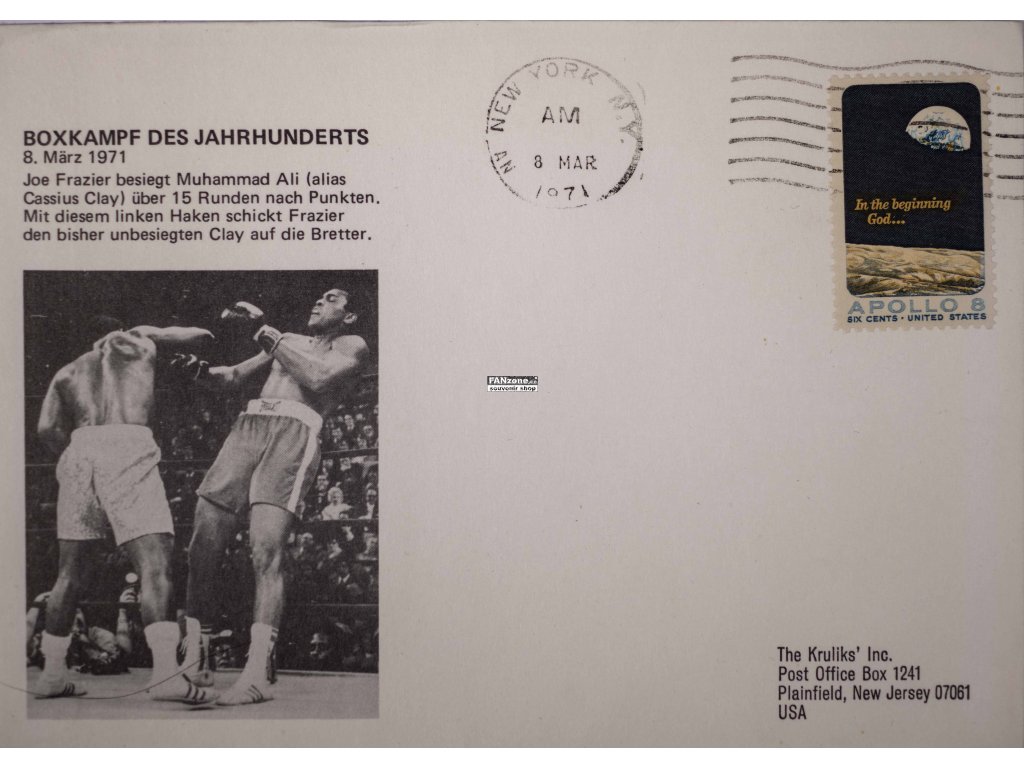 BOXKAMPF DES JAHRHUNDERTS
8. März 1971
Joe Frazier besiegt Muhammad Ali (alias
Cassius Clay) über 15 Runden nach Punkten.
Mit diesem linken Haken schickt Frazier
den bisher unbesiegten Clay auf die Bretter.
NEW YORK N.Y.
AM
8 MAR
1971
In the beginning
God...
APOLLO 8
SIX CENTS · UNITED STATES
FANzone.cz
souvenir shop
The Kruliks' Inc.
Post Office Box 1241
Plainfield, New Jersey 07061
USA